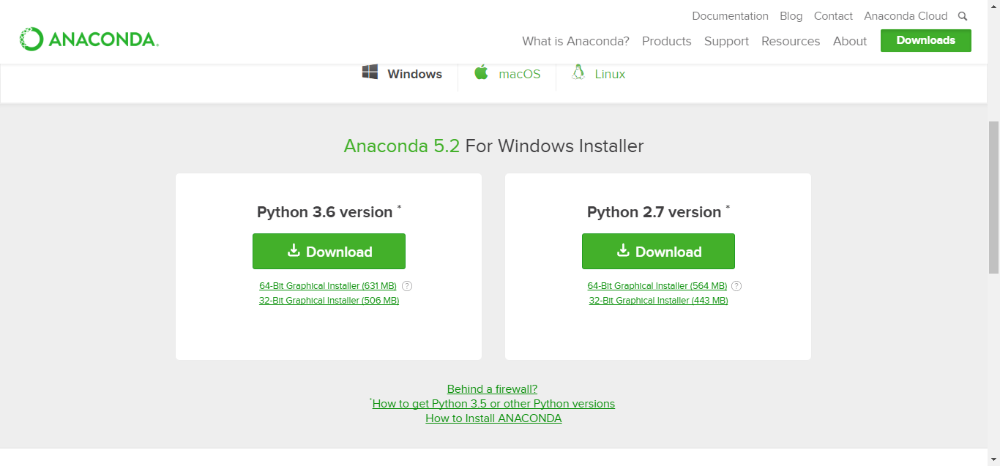 Documentation Blog Contact Anaconda Cloud
ANACONDA.
What is Anaconda? Products Support Resources About Downloads
Windows macOS Linux
Anaconda 5.2 For Windows Installer
Python 3.6 version *
Download
64-Bit Graphical Installer (631 MB) ?
32-Bit Graphical Installer (506 MB)
Python 2.7 version *
Download
64-Bit Graphical Installer (564 MB) ?
32-Bit Graphical Installer (443 MB)
Behind a firewall?
*How to get Python 3.5 or other Python versions
How to Install ANACONDA